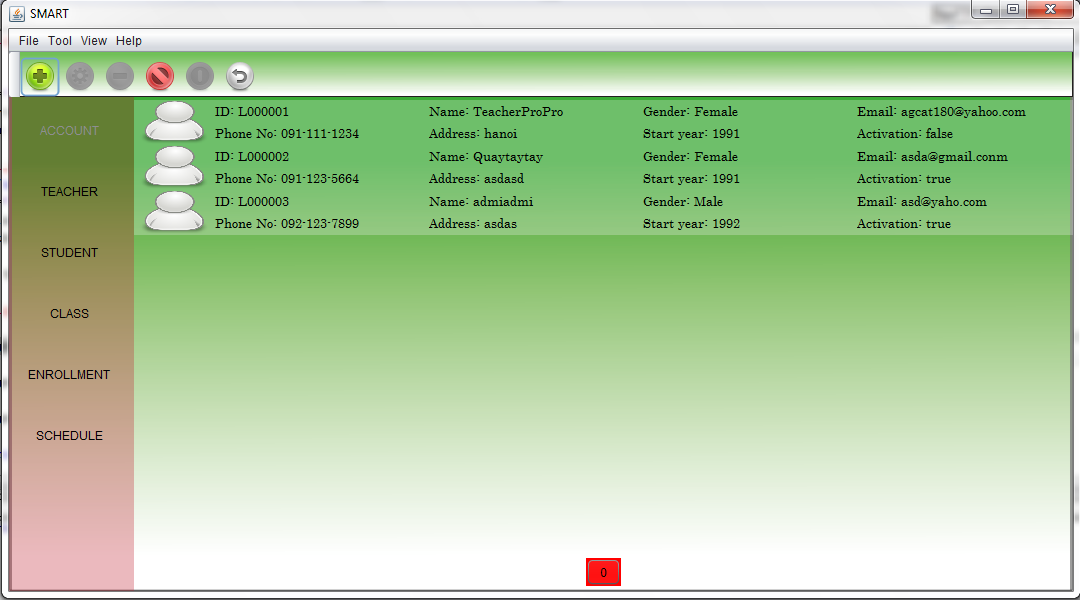 SMART
File Tool View Help
ACCOUNT
TEACHER
STUDENT
CLASS
ENROLLMENT
SCHEDULE
ID: L000001 Name: TeacherProPro Gender: Female Email: agcat180@yahoo.com
Phone No: 091-111-1234 Address: hanoi Start year: 1991 Activation: false
ID: L000002 Name: Quaytaytay Gender: Female Email: asda@gmail.conm
Phone No: 091-123-5664 Address: asdasd Start year: 1991 Activation: true
ID: L000003 Name: admiadmi Gender: Male Email: asd@yaho.com
Phone No: 092-123-7899 Address: asdas Start year: 1992 Activation: true
0